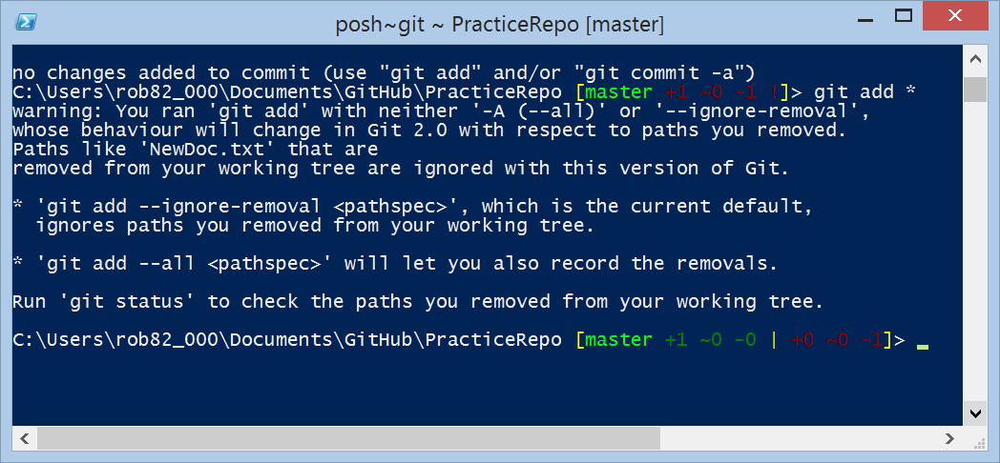 posh~git ~ PracticeRepo [master]
no changes added to commit (use "git add" and/or "git commit -a")
C:\Users\rob82_000\Documents\GitHub\PracticeRepo [master +1 ~0 -1 !]> git add *
warning: You ran 'git add' with neither '-A (--all)' or '--ignore-removal',
whose behaviour will change in Git 2.0 with respect to paths you removed.
Paths like 'NewDoc.txt' that are
removed from your working tree are ignored with this version of Git.
* 'git add --ignore-removal <pathspec>', which is the current default,
  ignores paths you removed from your working tree.
* 'git add --all <pathspec>' will let you also record the removals.
Run 'git status' to check the paths you removed from your working tree.
C:\Users\rob82_000\Documents\GitHub\PracticeRepo [master +1 ~0 -0 | +0 ~0 -1]> _